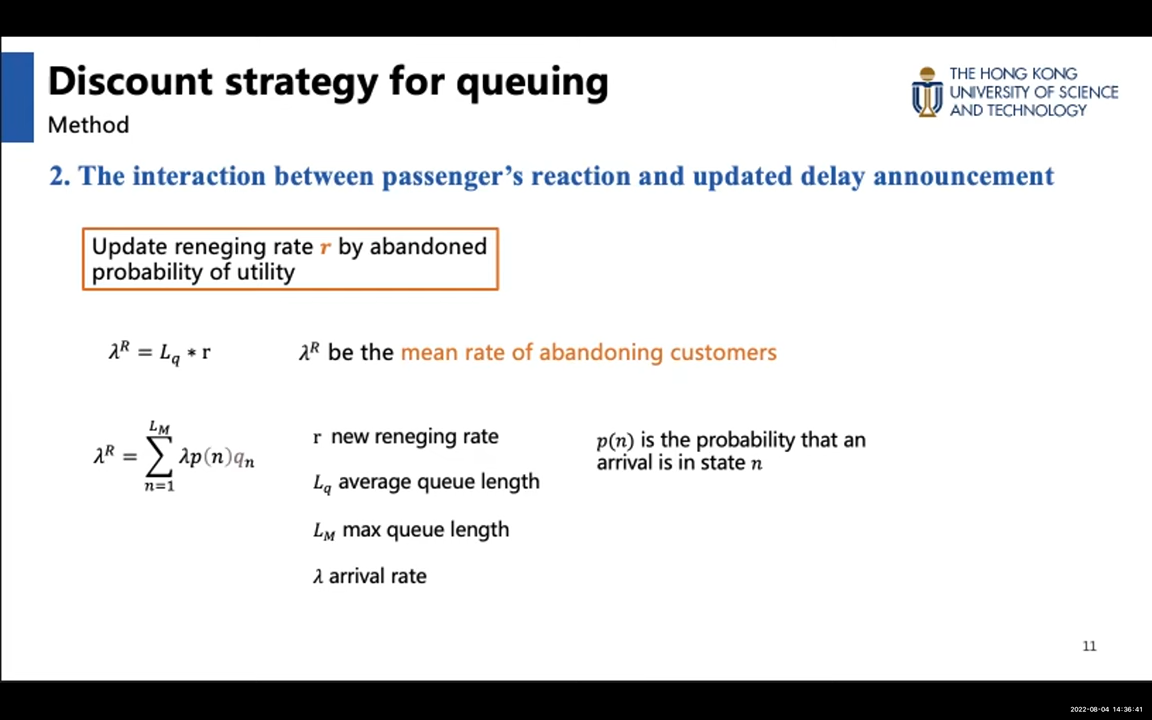 Discount strategy for queuing
THE HONG KONG
UNIVERSITY OF SCIENCE
AND TECHNOLOGY
Method
2. The interaction between passenger's reaction and updated delay announcement
Update reneging rate r by abandoned
probability of utility
λ^R = L_q * r
λ^R be the mean rate of abandoning customers
λ^R = ∑_{n=1}^{L_M} λp(n)q_n
r new reneging rate
L_q average queue length
L_M max queue length
λ arrival rate
p(n) is the probability that an
arrival is in state n
11
2022-08-04 14:36:41